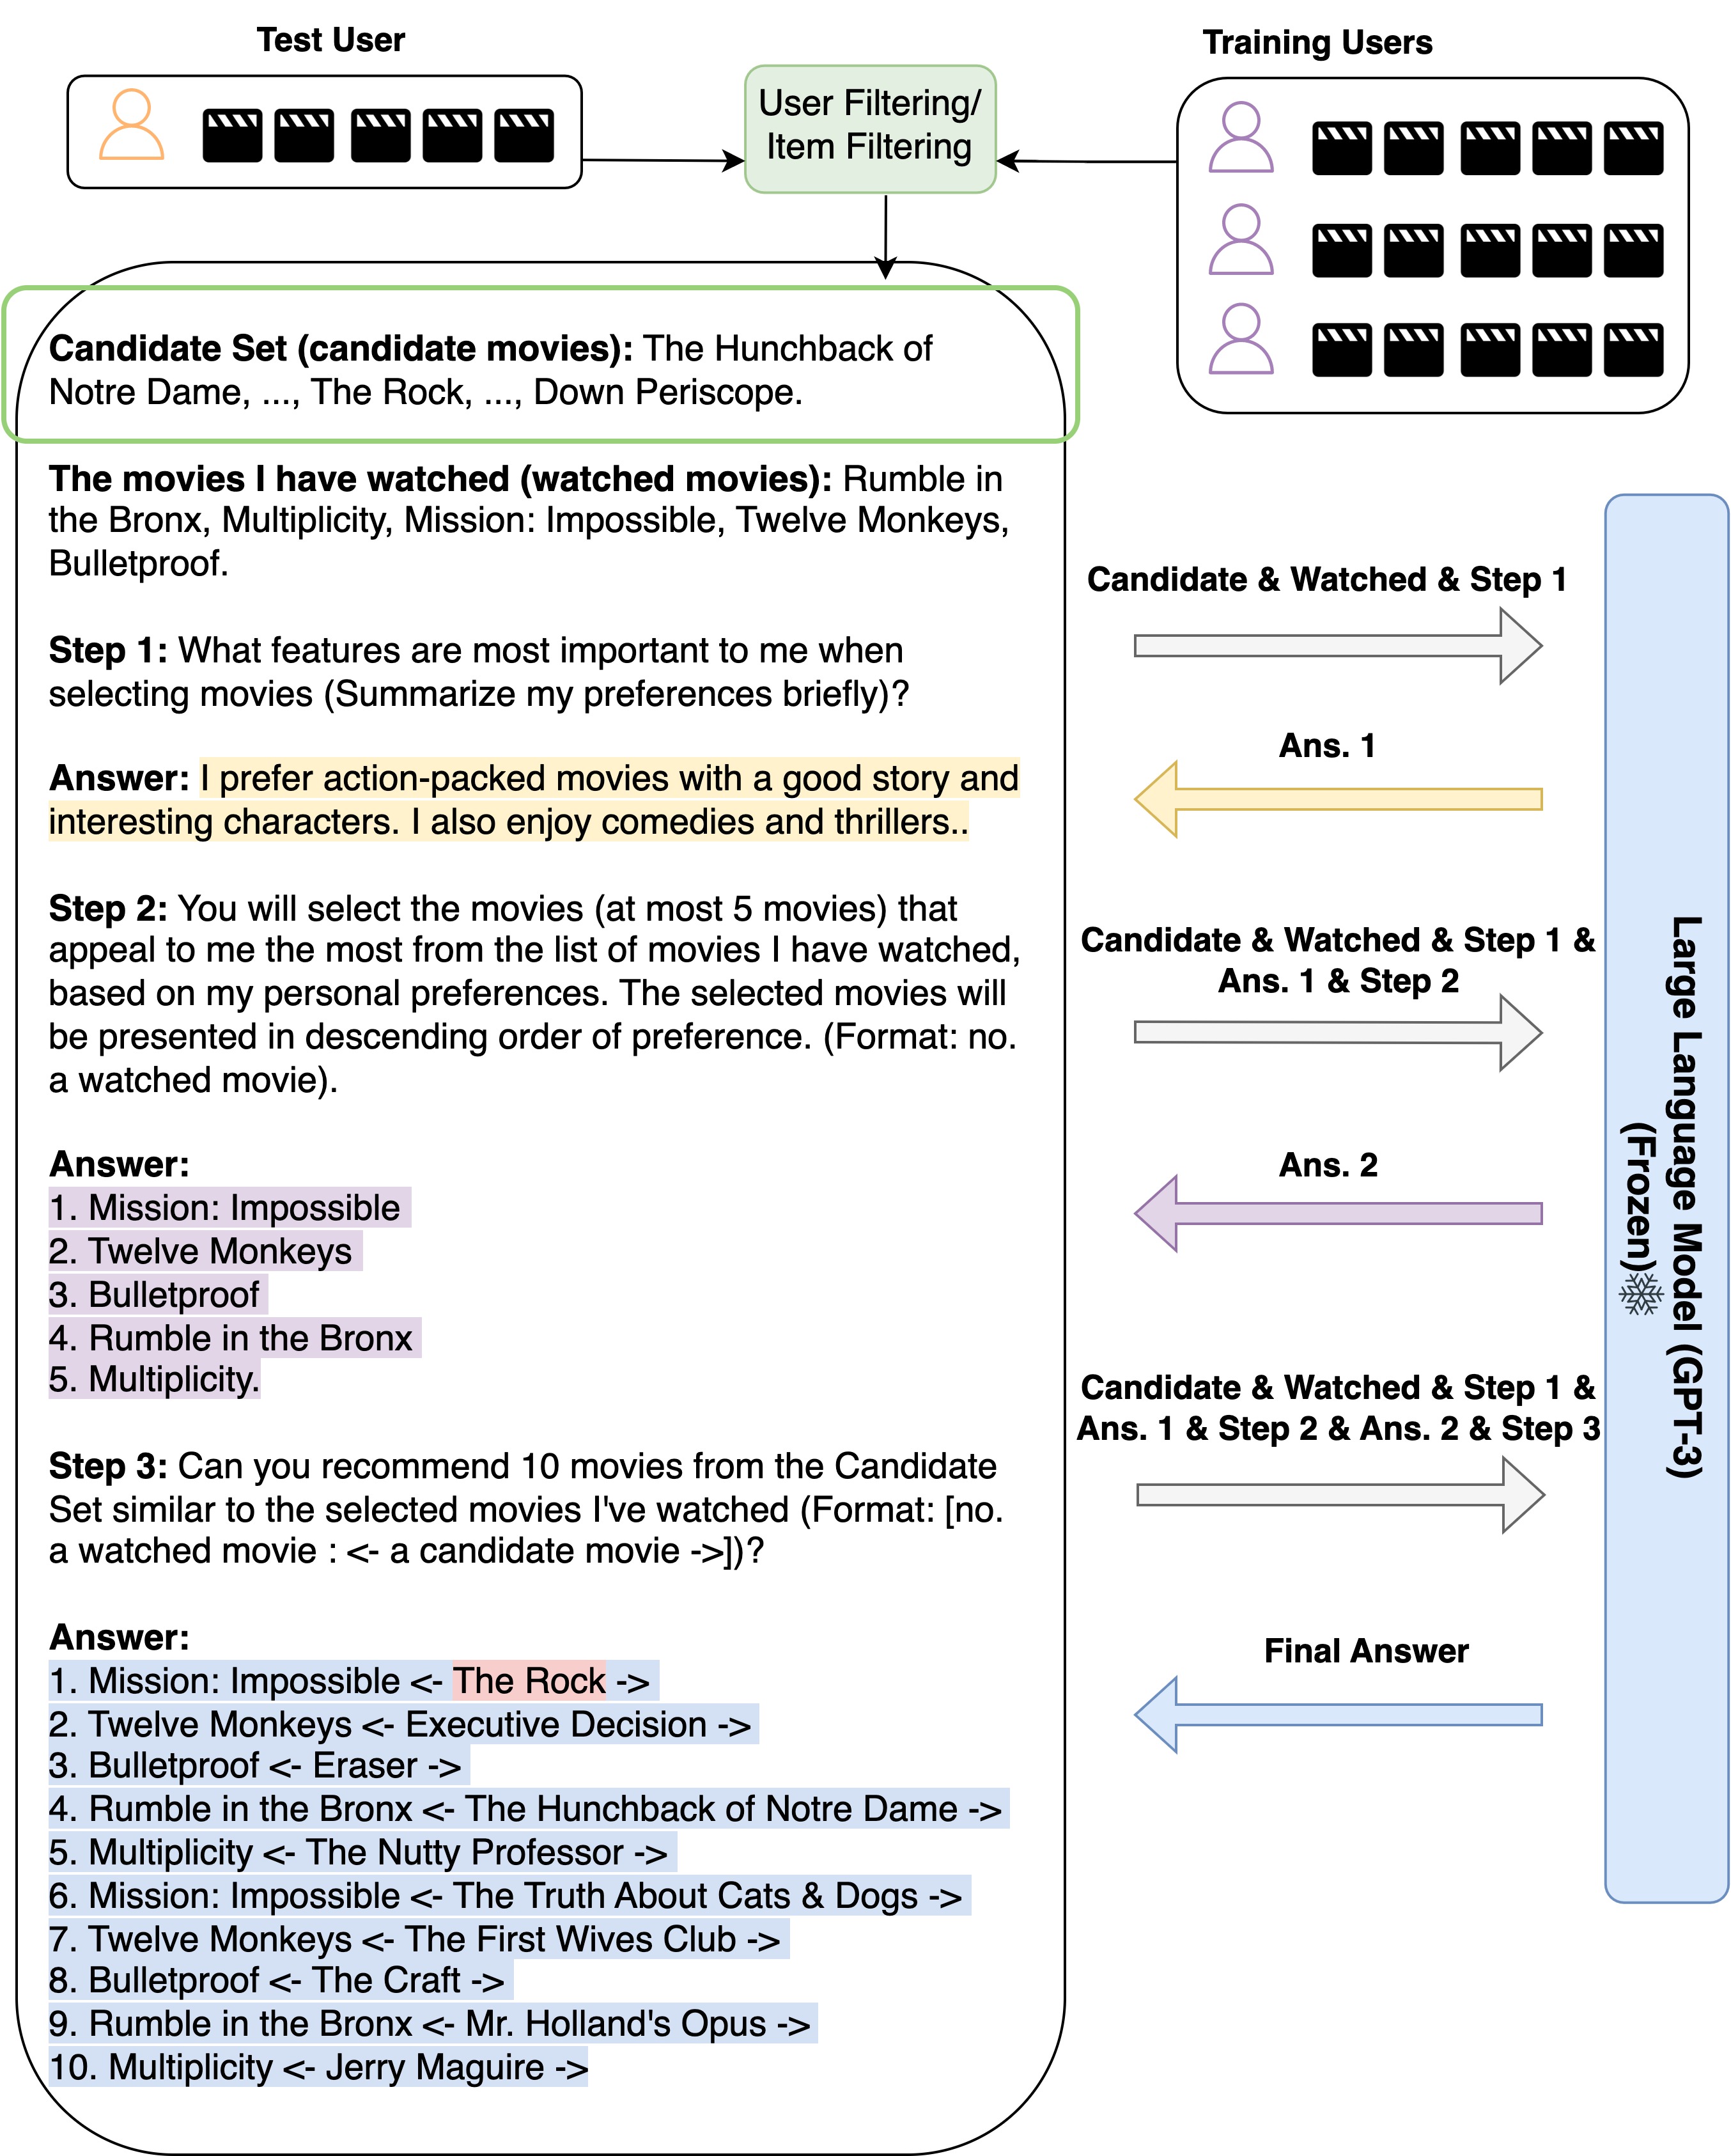 Test User
Training Users
User Filtering/
Item Filtering
Candidate Set (candidate movies): The Hunchback of
Notre Dame, ..., The Rock, ..., Down Periscope.
The movies I have watched (watched movies): Rumble in
the Bronx, Multiplicity, Mission: Impossible, Twelve Monkeys,
Bulletproof.
Step 1: What features are most important to me when
selecting movies (Summarize my preferences briefly)?
Answer: I prefer action-packed movies with a good story and
interesting characters. I also enjoy comedies and thrillers..
Step 2: You will select the movies (at most 5 movies) that
appeal to me the most from the list of movies I have watched,
based on my personal preferences. The selected movies will
be presented in descending order of preference. (Format: no.
a watched movie).
Answer:
1. Mission: Impossible
2. Twelve Monkeys
3. Bulletproof
4. Rumble in the Bronx
5. Multiplicity.
Step 3: Can you recommend 10 movies from the Candidate
Set similar to the selected movies I've watched (Format: [no.
a watched movie : <- a candidate movie ->])?
Answer:
1. Mission: Impossible <- The Rock ->
2. Twelve Monkeys <- Executive Decision ->
3. Bulletproof <- Eraser ->
4. Rumble in the Bronx <- The Hunchback of Notre Dame ->
5. Multiplicity <- The Nutty Professor ->
6. Mission: Impossible <- The Truth About Cats & Dogs ->
7. Twelve Monkeys <- The First Wives Club ->
8. Bulletproof <- The Craft ->
9. Rumble in the Bronx <- Mr. Holland's Opus ->
10. Multiplicity <- Jerry Maguire ->
Candidate & Watched & Step 1
Ans. 1
Candidate & Watched & Step 1 &
Ans. 1 & Step 2
Ans. 2
Candidate & Watched & Step 1 &
Ans. 1 & Step 2 & Ans. 2 & Step 3
Final Answer
Large Language Model (GPT-3)
(Frozen)